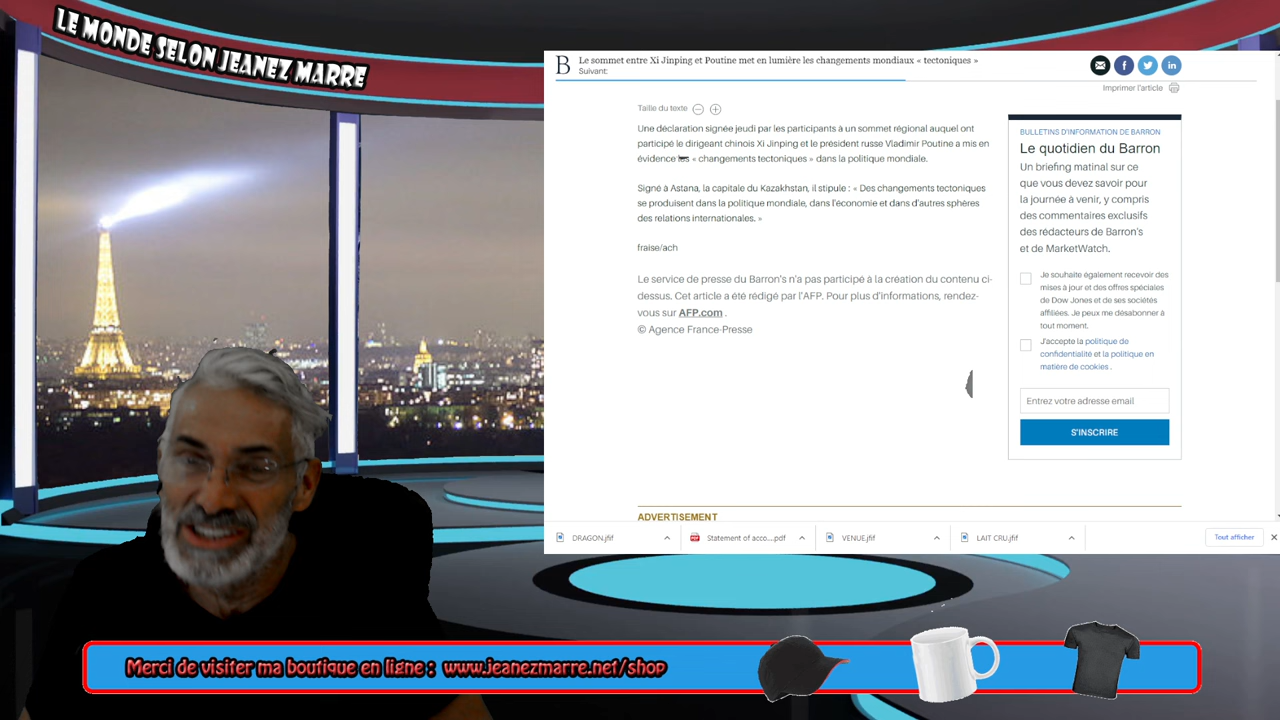 LE MONDE SELON JEANEZ MARRE
B
Le sommet entre Xi Jinping et Poutine met en lumière les changements mondiaux « tectoniques »
Suivant:
Imprimer l'article
Taille du texte
Une déclaration signée jeudi par les participants à un sommet régional auquel ont
participé le dirigeant chinois Xi Jinping et le président russe Vladimir Poutine a mis en
évidence les « changements tectoniques » dans la politique mondiale.
Signé à Astana, la capitale du Kazakhstan, il stipule : « Des changements tectoniques
se produisent dans la politique mondiale, dans l'économie et dans d'autres sphères
des relations internationales. »
fraise/ach
Le service de presse du Barron's n'a pas participé à la création du contenu ci-
dessus. Cet article a été rédigé par l'AFP. Pour plus d'informations, rendez-
vous sur AFP.com .
© Agence France-Presse
BULLETINS D'INFORMATION DE BARRON
Le quotidien du Barron
Un briefing matinal sur ce
que vous devez savoir pour
la journée à venir, y compris
des commentaires exclusifs
des rédacteurs de Barron's
et de MarketWatch.
Je souhaite également recevoir des
mises à jour et des offres spéciales
de Dow Jones et de ses sociétés
affiliées. Je peux me désabonner à
tout moment.
J'accepte la politique de
confidentialité et la politique en
matière de cookies .
Entrez votre adresse email
S'INSCRIRE
ADVERTISEMENT
DRAGON.jfif
Statement of acco....pdf
VENUE.jfif
LAIT CRU.jfif
Tout afficher
Merci de visiter ma boutique en ligne : www.jeanezmarre.net/shop